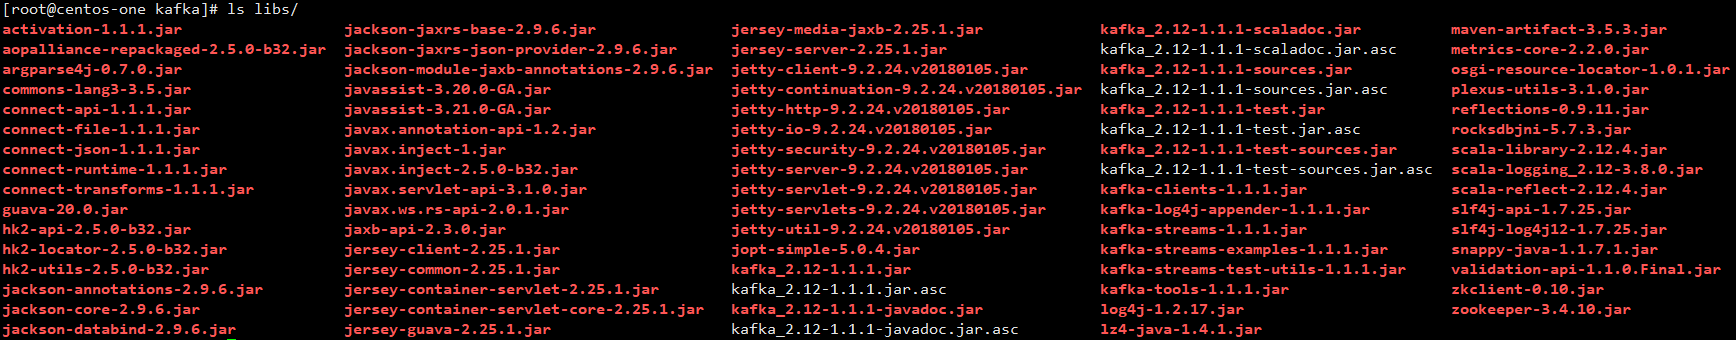 [root@centos-one kafka]# ls libs/
activation-1.1.1.jar jackson-jaxrs-base-2.9.6.jar jersey-media-jaxb-2.25.1.jar kafka_2.12-1.1.1-scaladoc.jar maven-artifact-3.5.3.jar
aopalliance-repackaged-2.5.0-b32.jar jackson-jaxrs-json-provider-2.9.6.jar jersey-server-2.25.1.jar kafka_2.12-1.1.1-scaladoc.jar.asc metrics-core-2.2.0.jar
argparse4j-0.7.0.jar jackson-module-jaxb-annotations-2.9.6.jar jetty-client-9.2.24.v20180105.jar kafka_2.12-1.1.1-sources.jar osgi-resource-locator-1.0.1.jar
commons-lang3-3.5.jar javassist-3.20.0-GA.jar jetty-continuation-9.2.24.v20180105.jar kafka_2.12-1.1.1-sources.jar.asc plexus-utils-3.1.0.jar
connect-api-1.1.1.jar javassist-3.21.0-GA.jar jetty-http-9.2.24.v20180105.jar kafka_2.12-1.1.1-test.jar reflections-0.9.11.jar
connect-file-1.1.1.jar javax.annotation-api-1.2.jar jetty-io-9.2.24.v20180105.jar kafka_2.12-1.1.1-test.jar.asc rocksdbjni-5.7.3.jar
connect-json-1.1.1.jar javax.inject-1.jar jetty-security-9.2.24.v20180105.jar kafka_2.12-1.1.1-test-sources.jar scala-library-2.12.4.jar
connect-runtime-1.1.1.jar javax.inject-2.5.0-b32.jar jetty-server-9.2.24.v20180105.jar kafka_2.12-1.1.1-test-sources.jar.asc scala-logging_2.12-3.8.0.jar
connect-transforms-1.1.1.jar javax.servlet-api-3.1.0.jar jetty-servlet-9.2.24.v20180105.jar kafka-clients-1.1.1.jar scala-reflect-2.12.4.jar
guava-20.0.jar javax.ws.rs-api-2.0.1.jar jetty-servlets-9.2.24.v20180105.jar kafka-log4j-appender-1.1.1.jar slf4j-api-1.7.25.jar
hk2-api-2.5.0-b32.jar jaxb-api-2.3.0.jar jetty-util-9.2.24.v20180105.jar kafka-streams-1.1.1.jar slf4j-log4j12-1.7.25.jar
hk2-locator-2.5.0-b32.jar jersey-client-2.25.1.jar jopt-simple-5.0.4.jar kafka-streams-examples-1.1.1.jar snappy-java-1.1.7.1.jar
hk2-utils-2.5.0-b32.jar jersey-common-2.25.1.jar kafka_2.12-1.1.1.jar kafka-streams-test-utils-1.1.1.jar validation-api-1.1.0.Final.jar
jackson-annotations-2.9.6.jar jersey-container-servlet-2.25.1.jar kafka_2.12-1.1.1.jar.asc kafka-tools-1.1.1.jar zkclient-0.10.jar
jackson-core-2.9.6.jar jersey-container-servlet-core-2.25.1.jar kafka_2.12-1.1.1-javadoc.jar log4j-1.2.17.jar zookeeper-3.4.10.jar
jackson-databind-2.9.6.jar jersey-guava-2.25.1.jar kafka_2.12-1.1.1-javadoc.jar.asc lz4-java-1.4.1.jar